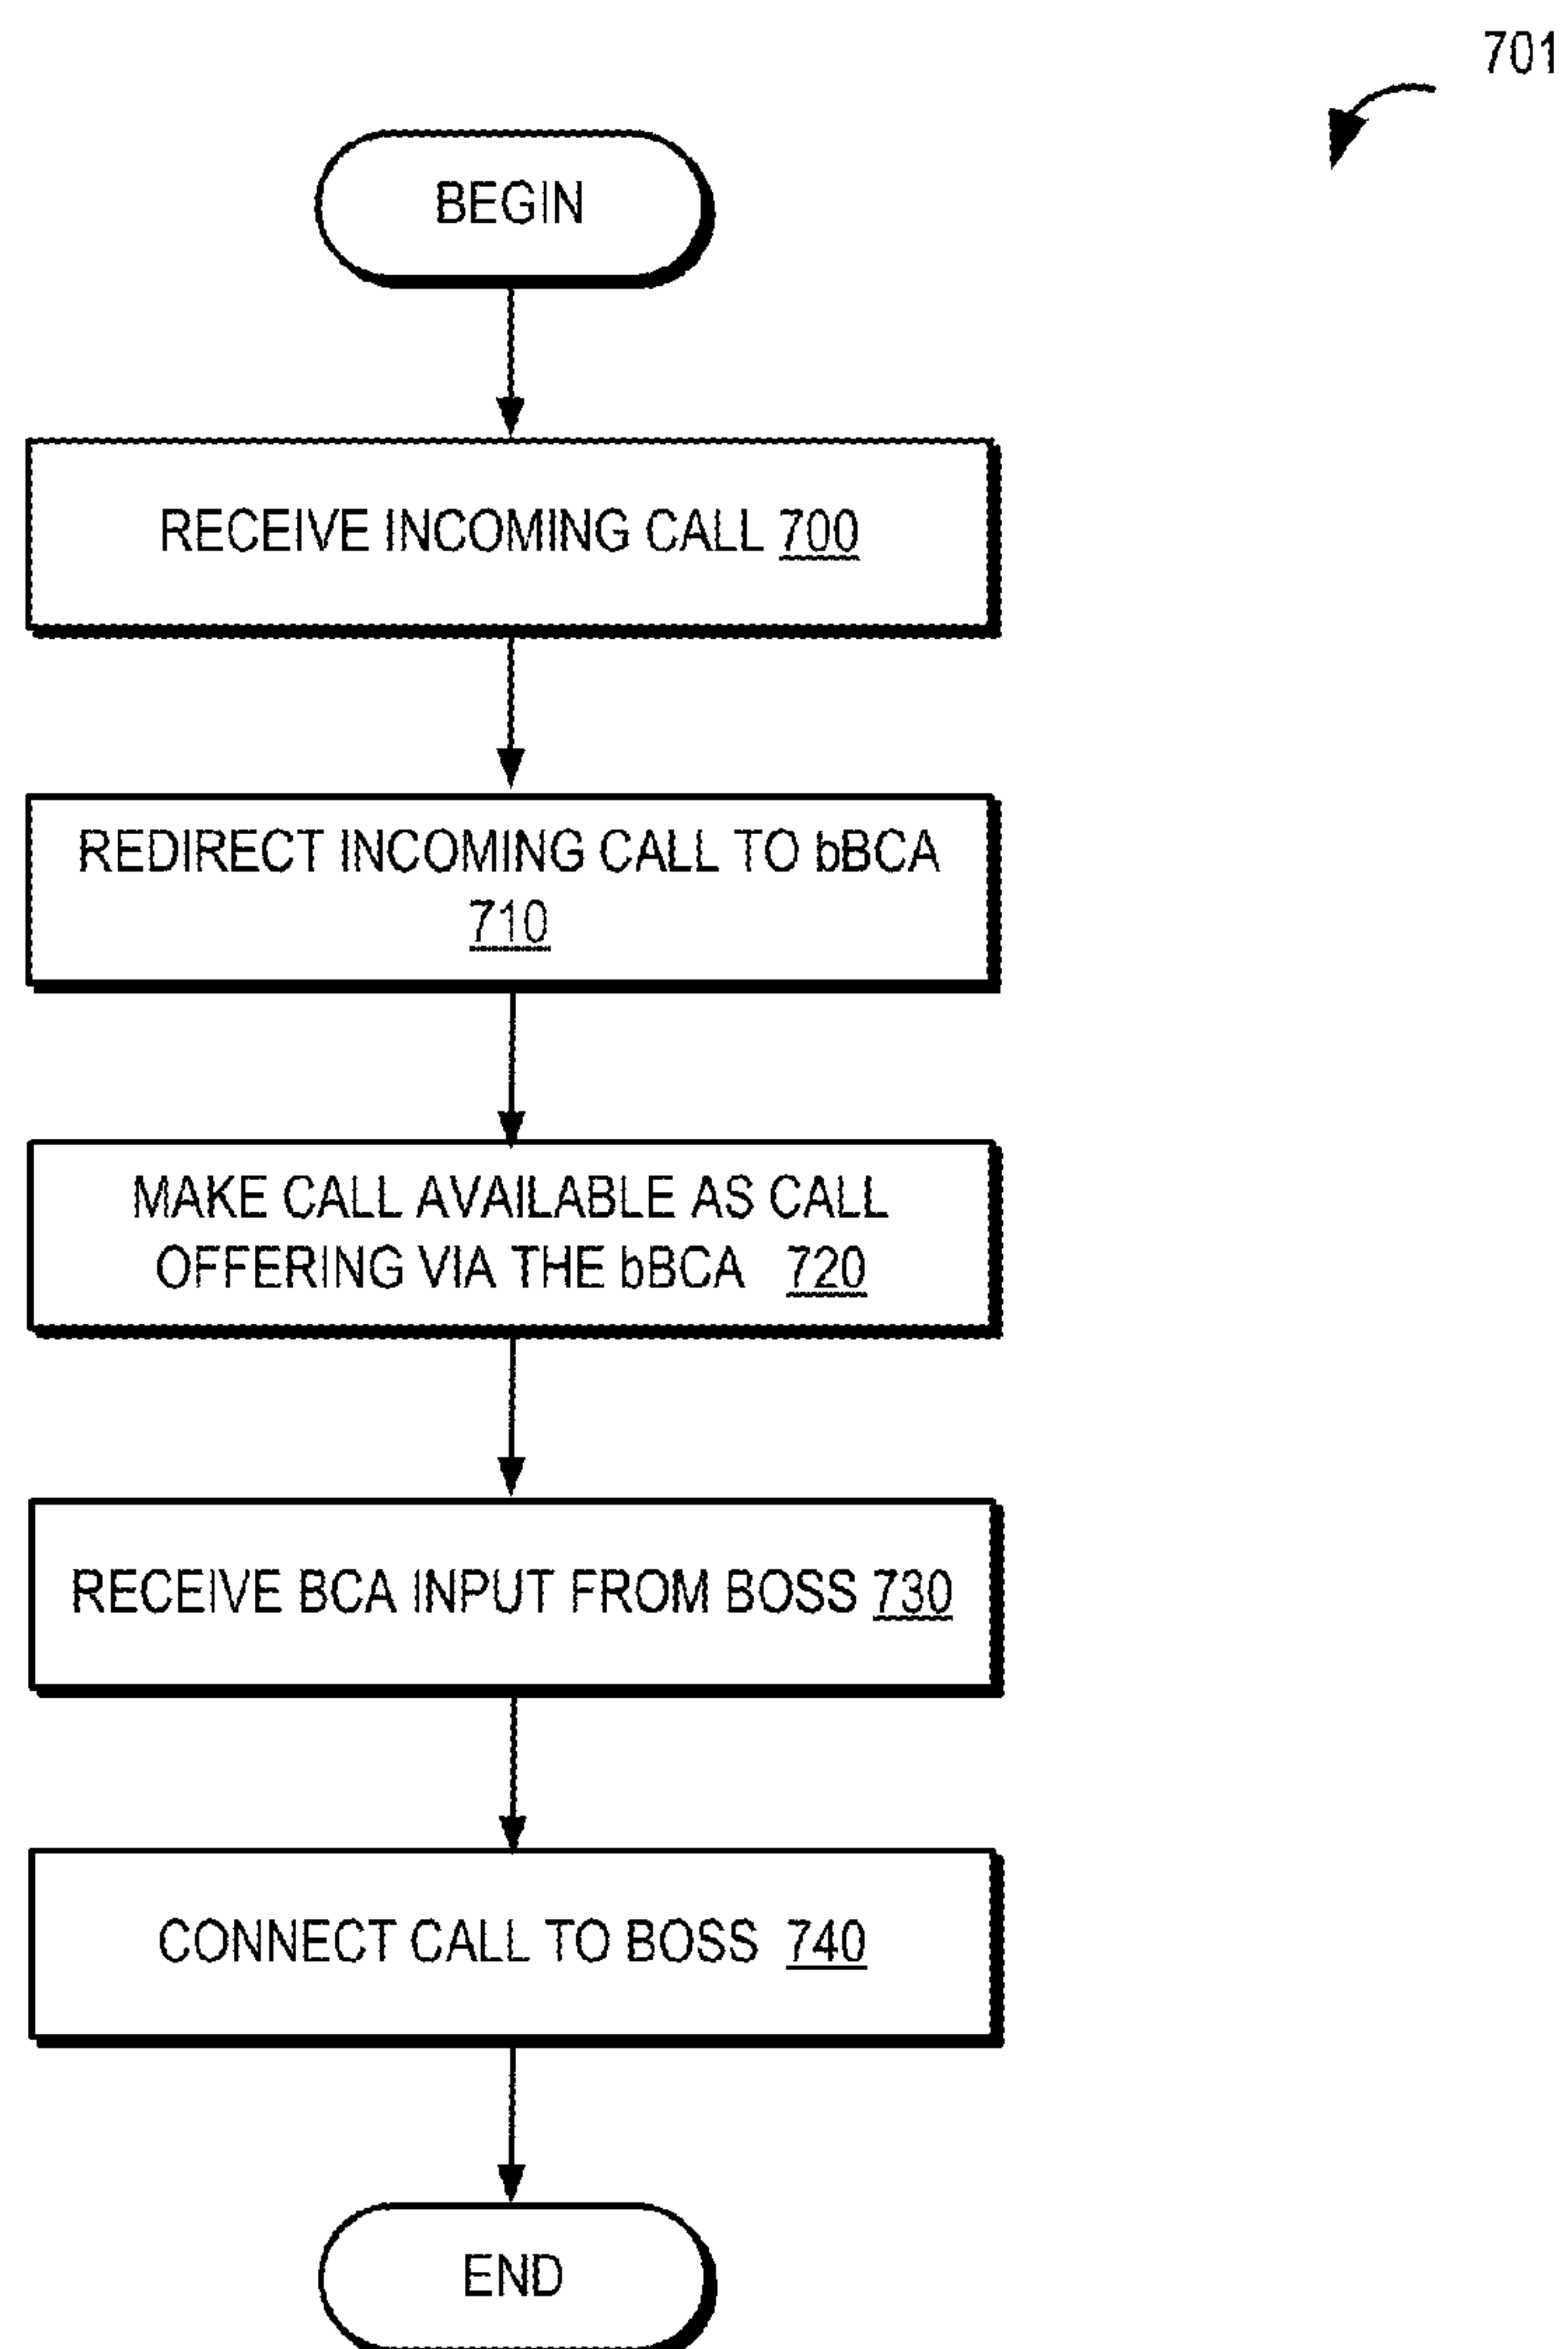 701
BEGIN
RECEIVE INCOMING CALL 700
REDIRECT INCOMING CALL TO bBCA
710
MAKE CALL AVAILABLE AS CALL
OFFERING VIA THE bBCA 720
RECEIVE BCA INPUT FROM BOSS 730
CONNECT CALL TO BOSS 740
END